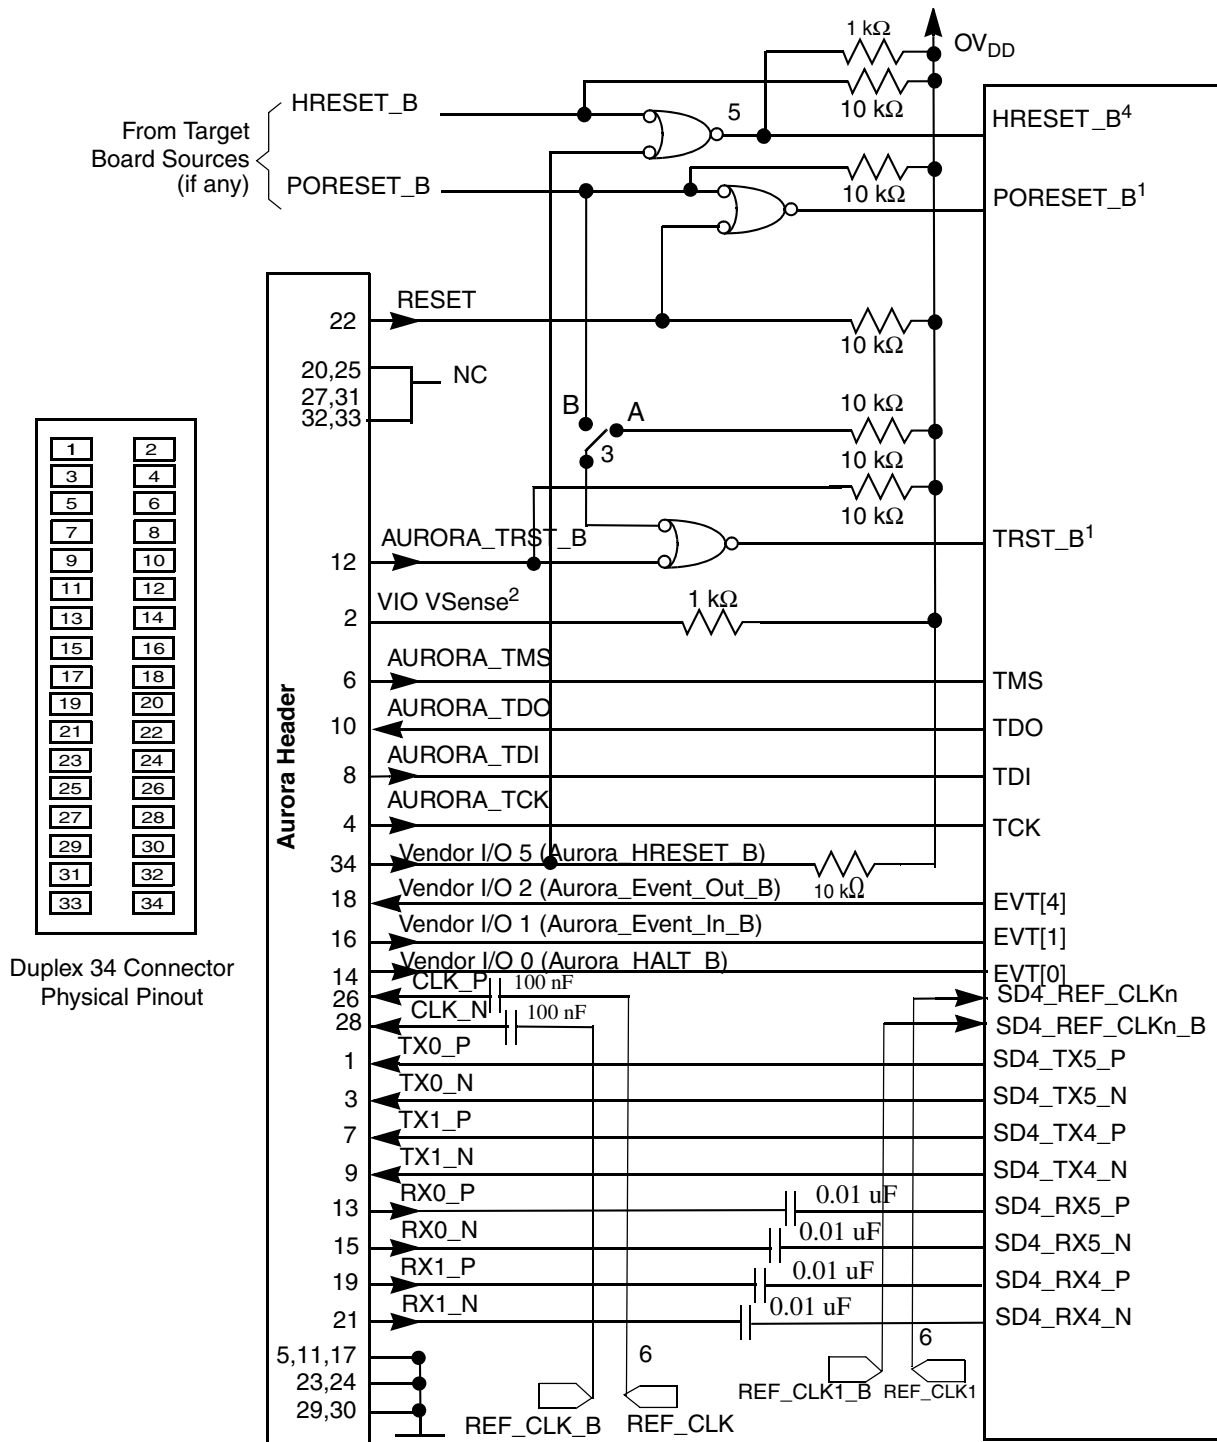 1 kΩ
OV_DD
10 kΩ
HRESET_B
5
HRESET_B⁴
From Target
Board Sources
(if any)
PORESET_B
10 kΩ
PORESET_B¹
RESET
22
10 kΩ
20,25
27,31
32,33
NC
B
A
3
10 kΩ
10 kΩ
10 kΩ
AURORA_TRST_B
12
TRST_B¹
VIO VSense²
2
1 kΩ
AURORA_TMS
6
TMS
AURORA_TDO
10
TDO
AURORA_TDI
8
TDI
AURORA_TCK
4
TCK
Vendor I/O 5 (Aurora_HRESET_B)
34
10 kΩ
Vendor I/O 2 (Aurora_Event_Out_B)
18
EVT[4]
Vendor I/O 1 (Aurora_Event_In_B)
16
EVT[1]
Vendor I/O 0 (Aurora_HALT_B)
14
EVT[0]
CLK_P
100 nF
26
SD4_REF_CLKn
CLK_N
100 nF
28
SD4_REF_CLKn_B
TX0_P
1
SD4_TX5_P
TX0_N
3
SD4_TX5_N
TX1_P
7
SD4_TX4_P
TX1_N
9
SD4_TX4_N
RX0_P
13
0.01 uF
SD4_RX5_P
RX0_N
15
0.01 uF
SD4_RX5_N
RX1_P
19
0.01 uF
SD4_RX4_P
RX1_N
21
0.01 uF
SD4_RX4_N
5,11,17
23,24
29,30
6
6
REF_CLK_B
REF_CLK
REF_CLK1_B
REF_CLK1
Aurora Header
1 2
3 4
5 6
7 8
9 10
11 12
13 14
15 16
17 18
19 20
21 22
23 24
25 26
27 28
29 30
31 32
33 34
Duplex 34 Connector
Physical Pinout